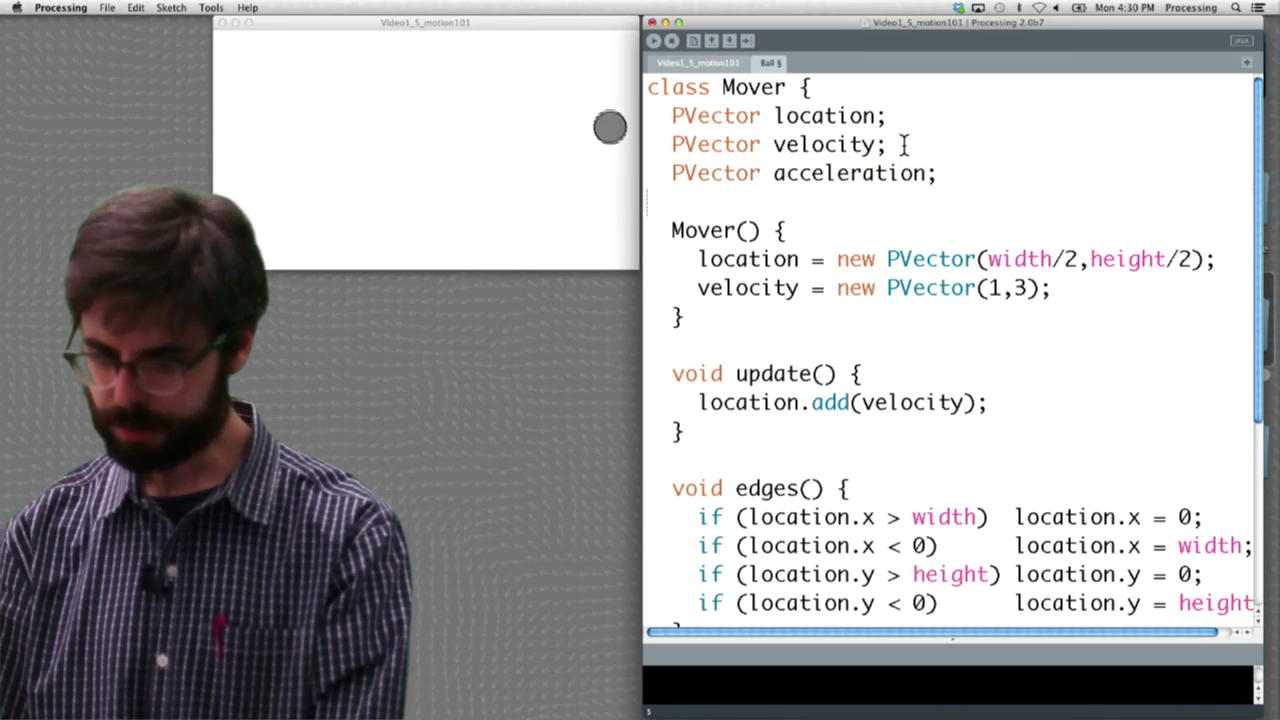 Processing File Edit Sketch Tools Help Mon 4:30 PM Processing
Video1_5_motion101
Video1_5_motion101 | Processing 2.0b7
Video1_5_motion101 Ball §
class Mover {
PVector location;
PVector velocity;
PVector acceleration;
Mover() {
location = new PVector(width/2,height/2);
velocity = new PVector(1,3);
}
void update() {
location.add(velocity);
}
void edges() {
if (location.x > width) location.x = 0;
if (location.x < 0) location.x = width;
if (location.y > height) location.y = 0;
if (location.y < 0) location.y = height
}
5